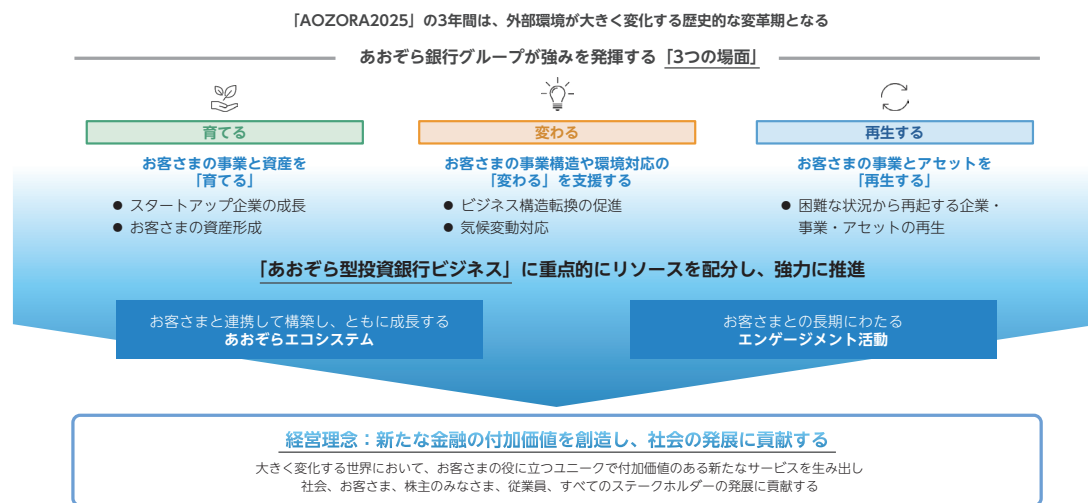 「AOZORA2025」の3年間は、外部環境が大きく変化する歴史的な変革期となる
あおぞら銀行グループが強みを発揮する「3つの場面」
育てる
お客さまの事業と資産を
「育てる」
● スタートアップ企業の成長
● お客さまの資産形成
変わる
お客さまの事業構造や環境対応の
「変わる」を支援する
● ビジネス構造転換の促進
● 気候変動対応
再生する
お客さまの事業とアセットを
「再生する」
● 困難な状況から再起する企業・
事業・アセットの再生
「あおぞら型投資銀行ビジネス」に重点的にリソースを配分し、強力に推進
お客さまと連携して構築し、ともに成長する
あおぞらエコシステム
お客さまとの長期にわたる
エンゲージメント活動
経営理念：新たな金融の付加価値を創造し、社会の発展に貢献する
大きく変化する世界において、お客さまの役に立つユニークで付加価値のある新たなサービスを生み出し
社会、お客さま、株主のみなさま、従業員、すべてのステークホルダーの発展に貢献する